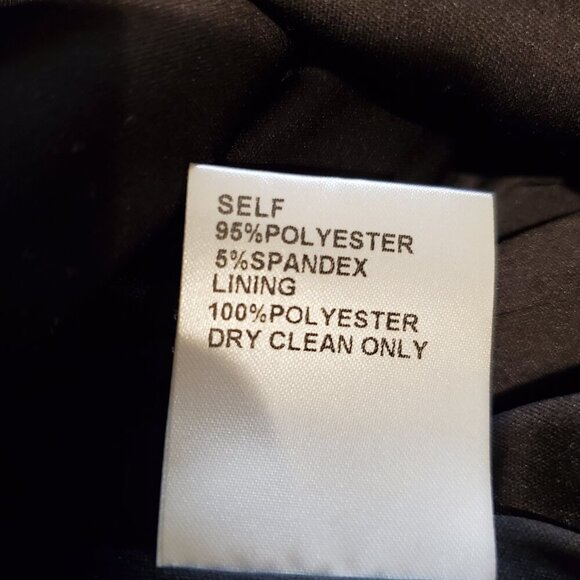 SELF
95%POLYESTER
5%SPANDEX
LINING
100%POLYESTER
DRY CLEAN ONLY